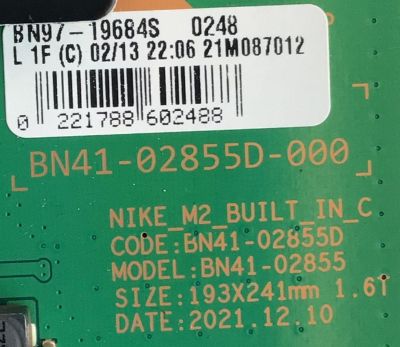 BN97-19684S 0248
L 1F (C) 02/13 22:06 21M087012
0 221788 602488
BN41-02855D-000
NIKE_M2_BUILT_IN_C
CODE:BN41-02855D
MODEL:BN41-02855
SIZE:193X241mm 1.6T
DATE:2021.12.10